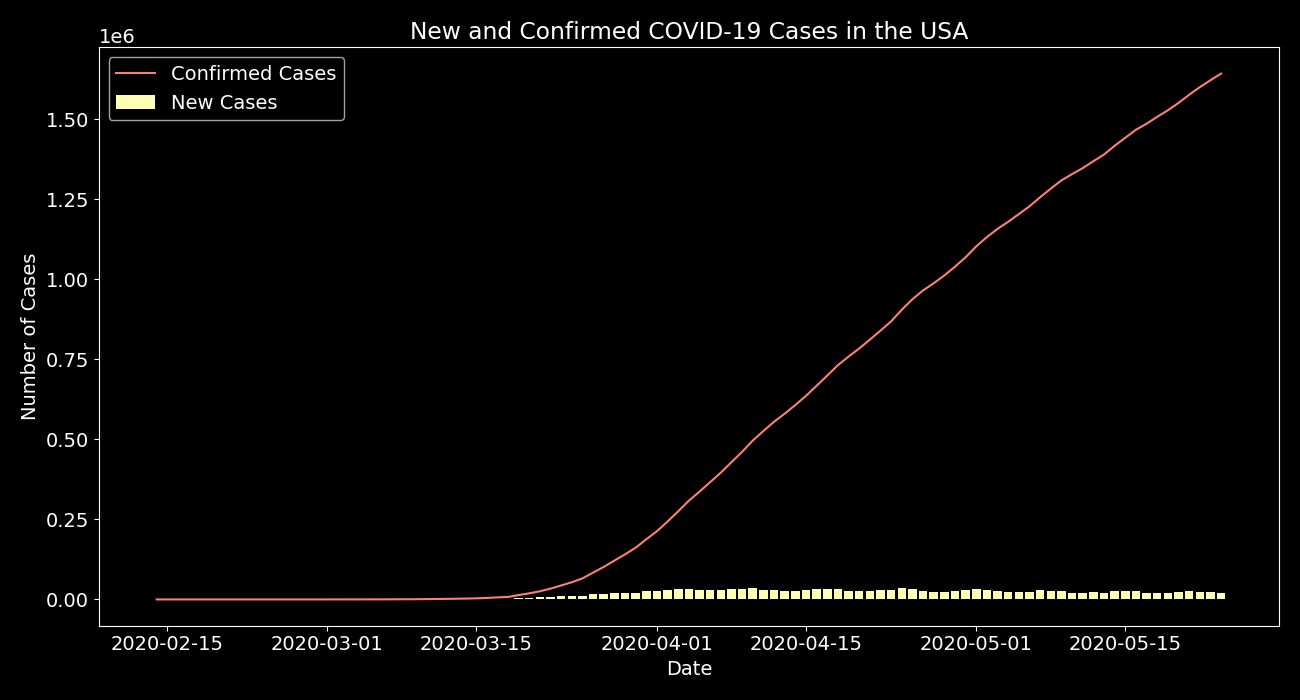 New and Confirmed COVID-19 Cases in the USA
1e6
Confirmed Cases
New Cases
1.50
1.25
1.00
0.75
0.50
0.25
0.00
Number of Cases
2020-02-15
2020-03-01
2020-03-15
2020-04-01
2020-04-15
2020-05-01
2020-05-15
Date